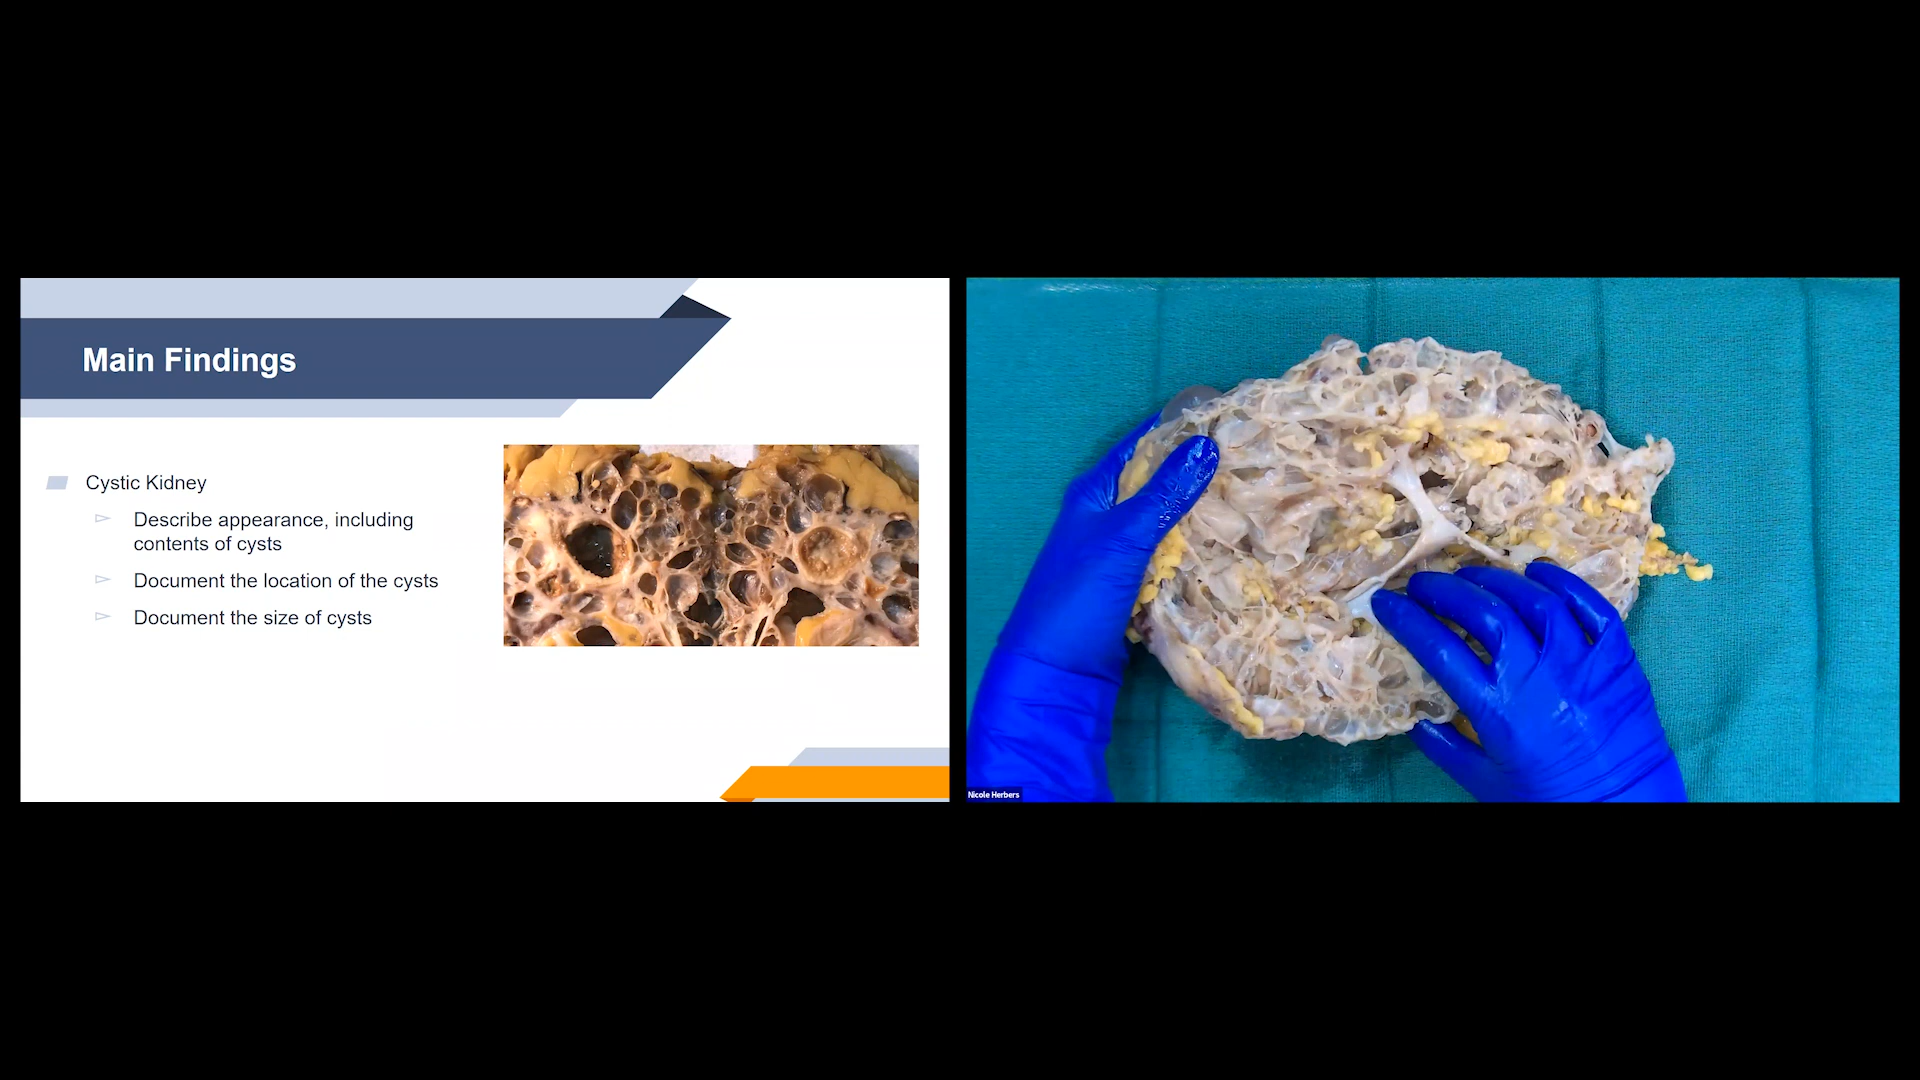 Main Findings
Cystic Kidney
Describe appearance, including
contents of cysts
Document the location of the cysts
Document the size of cysts
Nicole Herbers